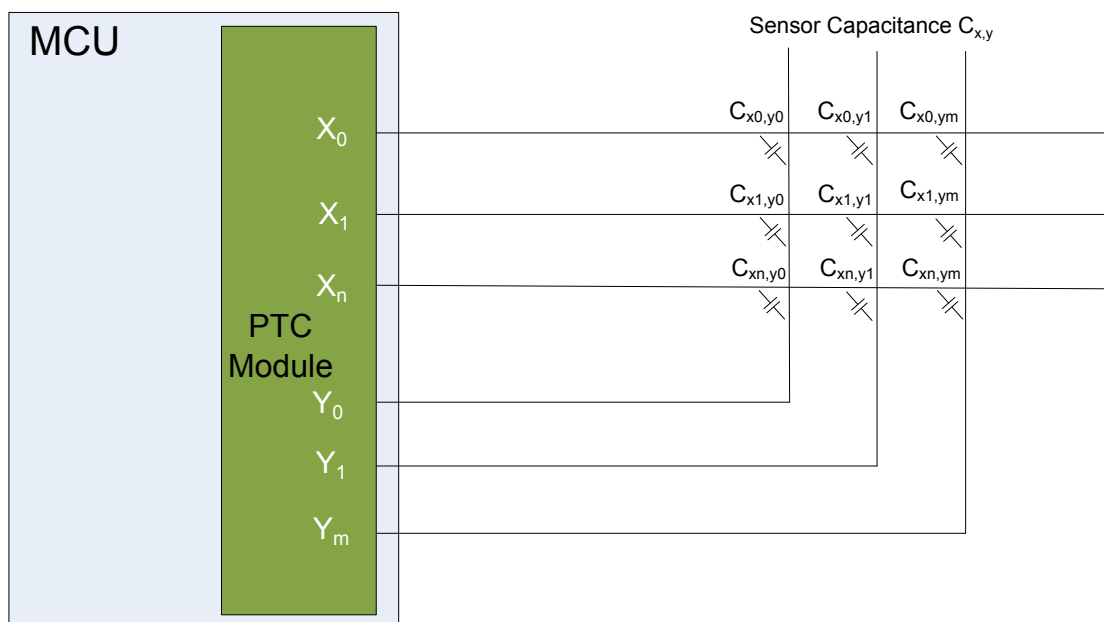 MCU
Sensor Capacitance Cx,y
X0
Cx0,y0 Cx0,y1 Cx0,ym
X1
Cx1,y0 Cx1,y1 Cx1,ym
Xn
Cxn,y0 Cxn,y1 Cxn,ym
PTC
Module
Y0
Y1
Ym